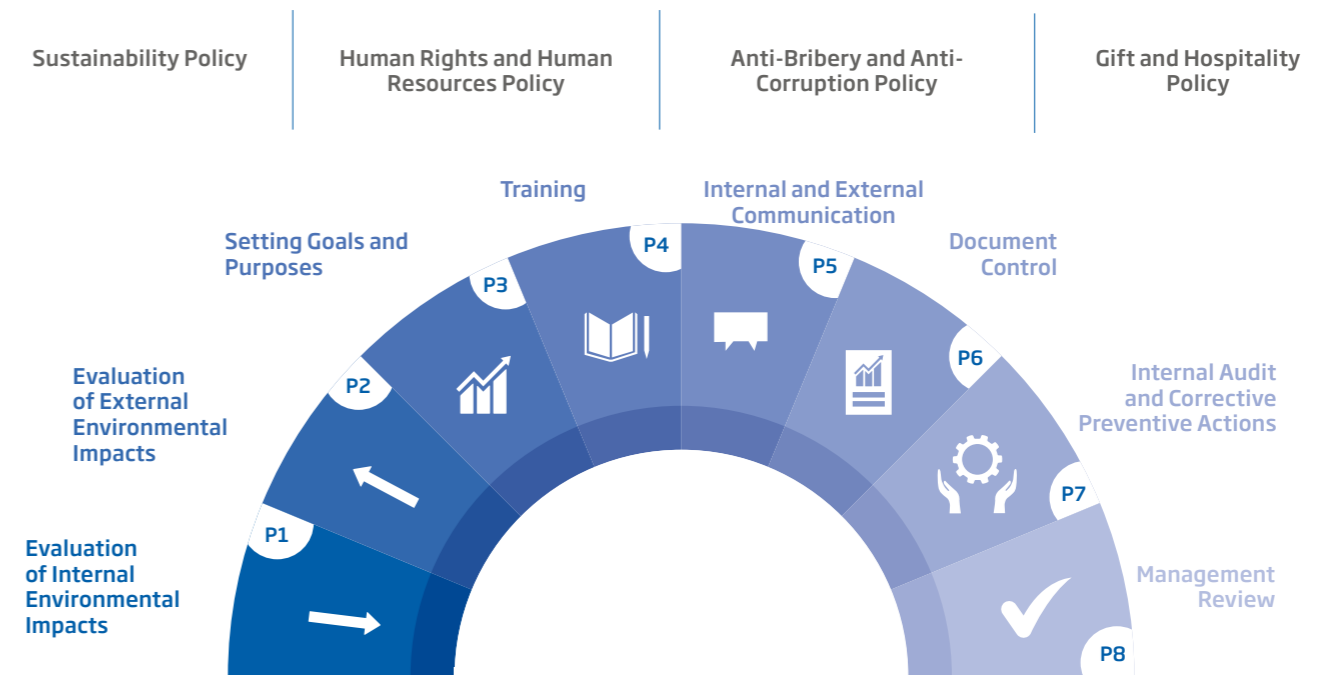 Sustainability Policy
Human Rights and Human
Resources Policy
Anti-Bribery and Anti-
Corruption Policy
Gift and Hospitality
Policy
Evaluation
of Internal
Environmental
Impacts
P1
Evaluation
of External
Environmental
Impacts
P2
Setting Goals and
Purposes
P3
Training
P4
Internal and External
Communication
P5
Document
Control
P6
Internal Audit
and Corrective
Preventive Actions
P7
Management
Review
P8